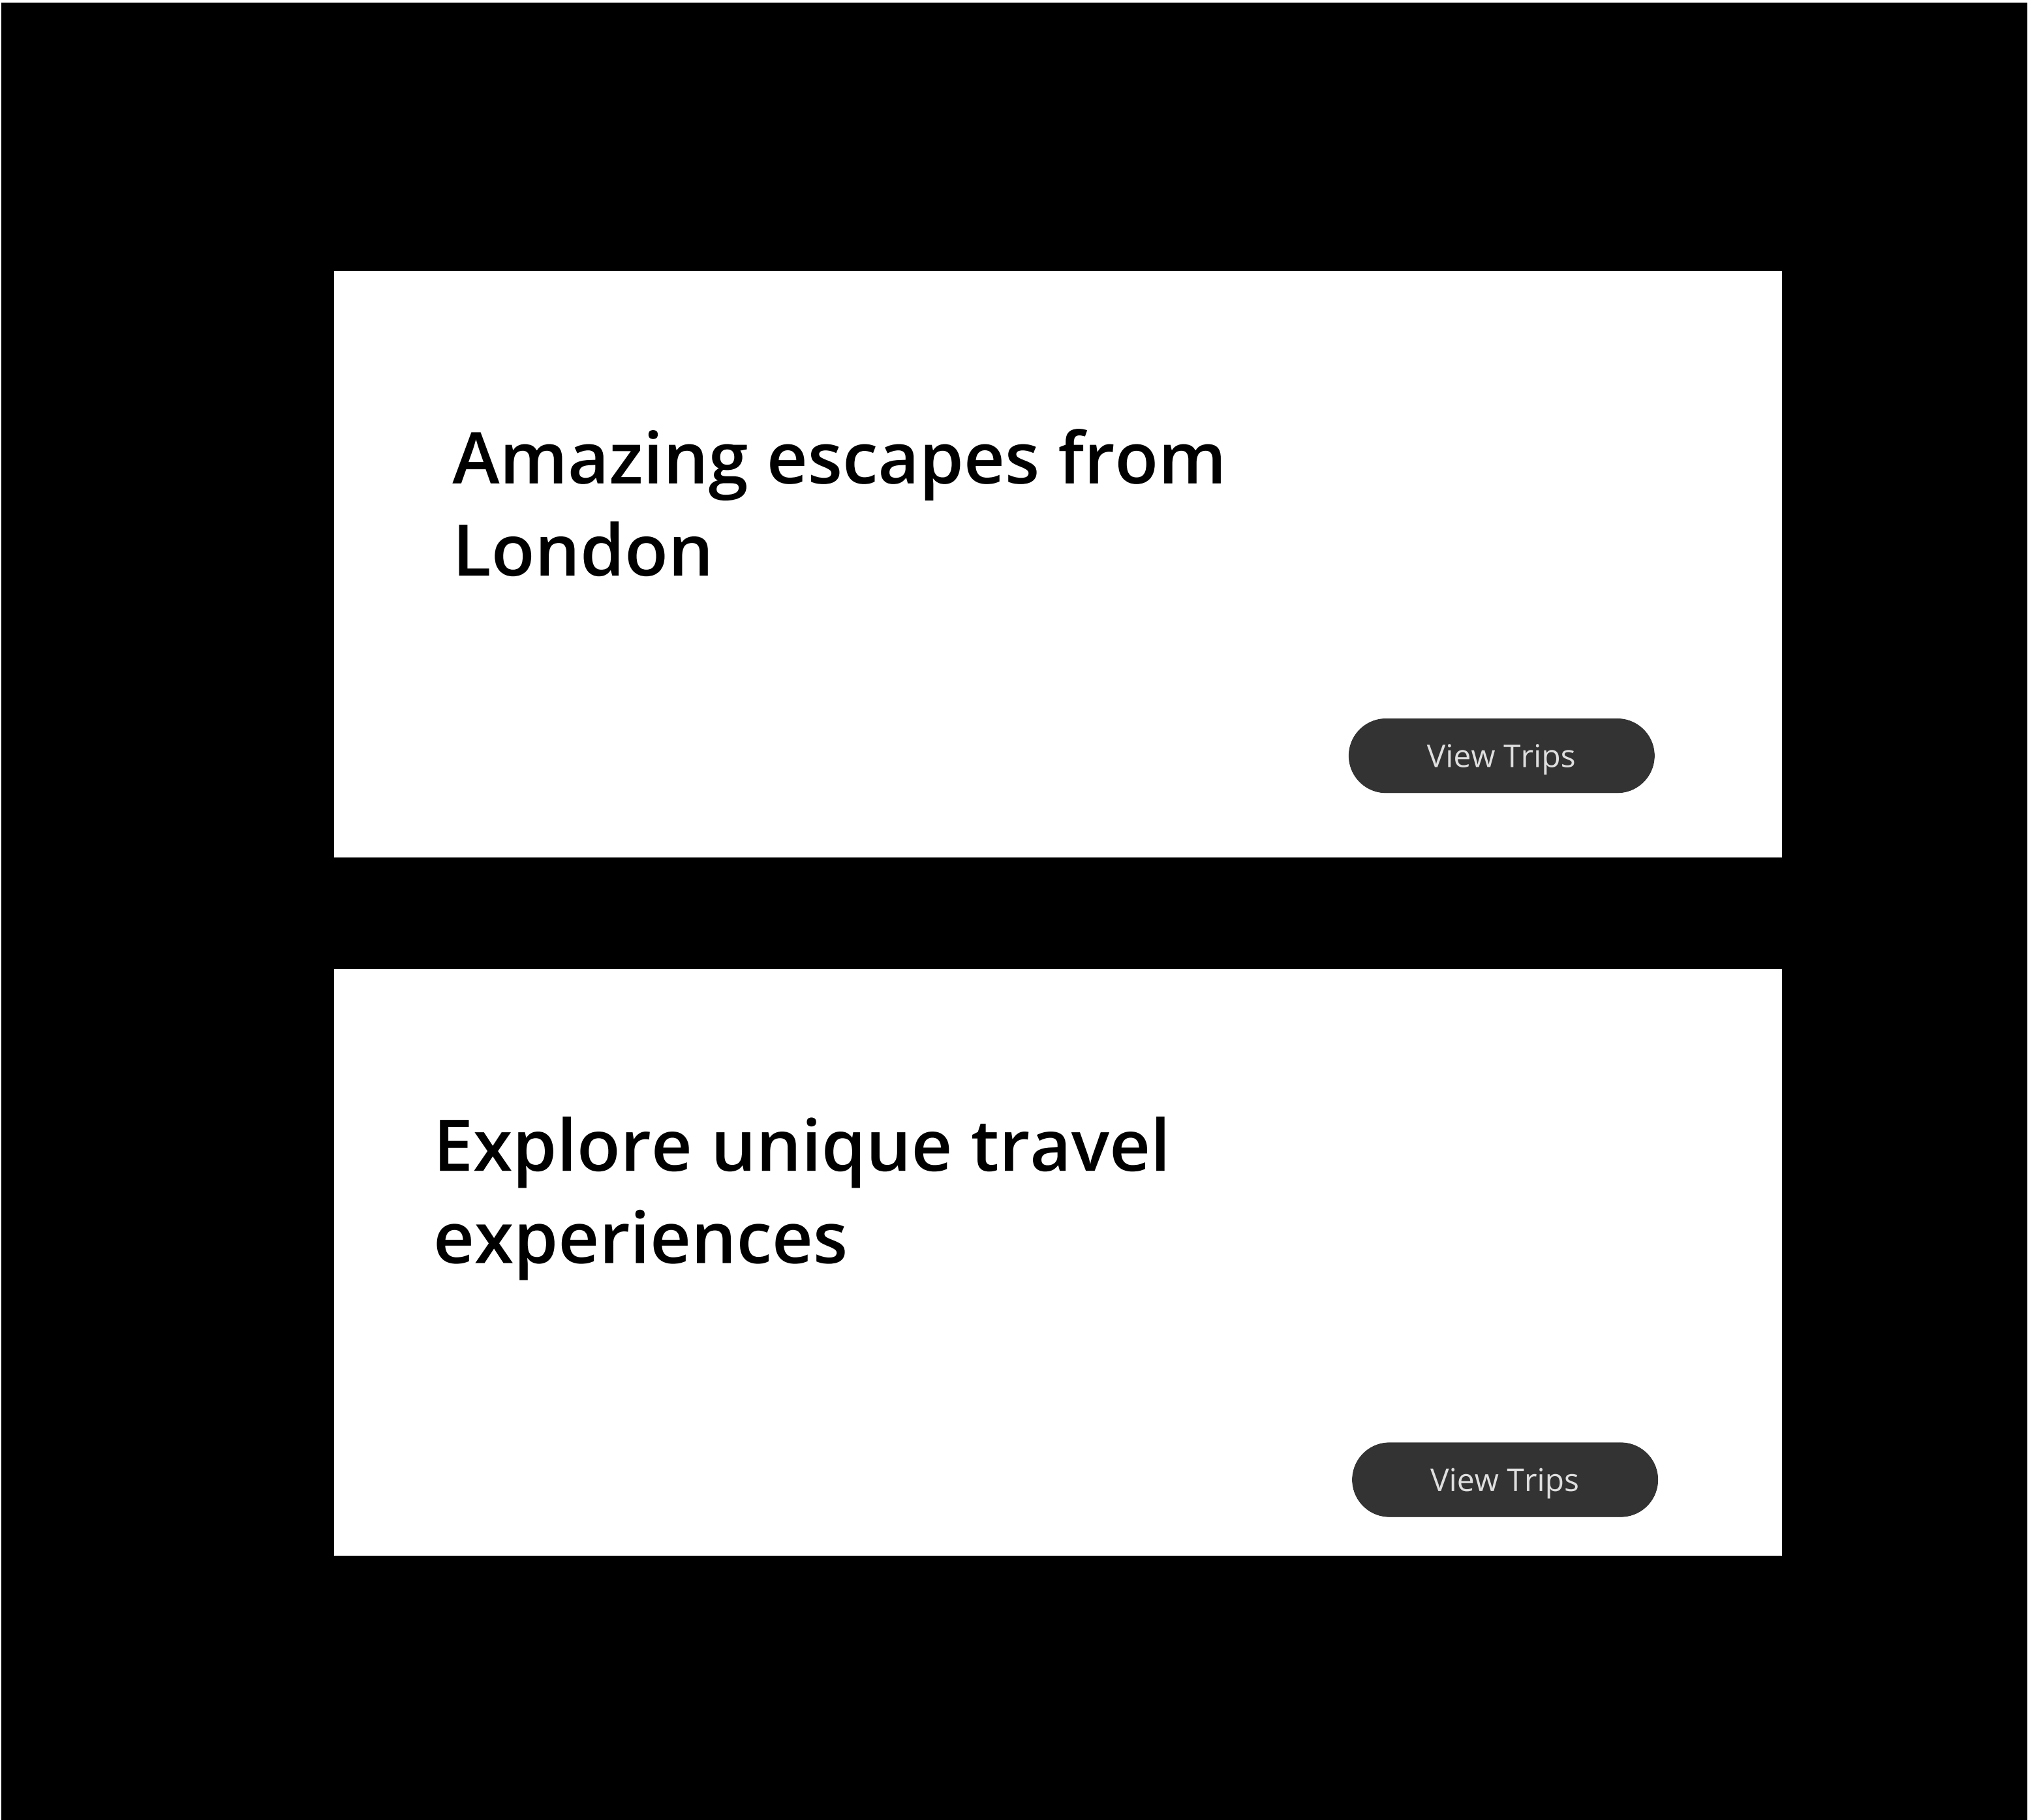 Amazing escapes from
London
View Trips
Explore unique travel
experiences
View Trips